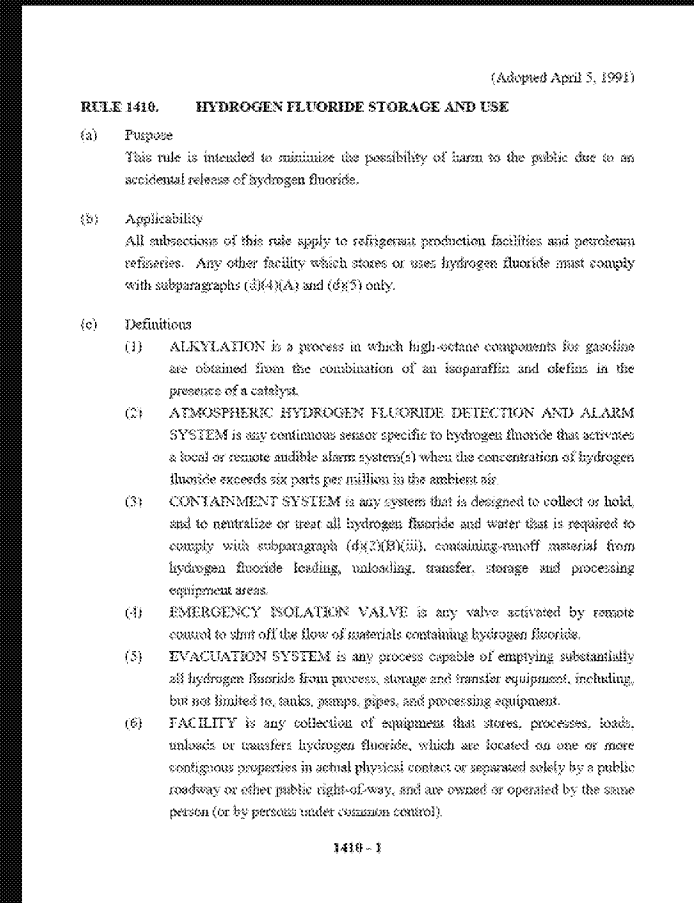 (Adopted April 5, 1991)
RULE 1410. HYDROGEN FLUORIDE STORAGE AND USE
(a) Purpose
This rule is intended to minimize the possibility of harm to the public due to an
accidental release of hydrogen fluoride.
(b) Applicability
All subsections of this rule apply to refrigerant production facilities and petroleum
refineries. Any other facility which stores or uses hydrogen fluoride must comply
with subparagraphs (d)(4)(A) and (d)(5) only.
(c) Definitions
(1) ALKYLATION is a process in which high-octane components for gasoline
are obtained from the combination of an isoparaffin and olefins in the
presence of a catalyst.
(2) ATMOSPHERIC HYDROGEN FLUORIDE DETECTION AND ALARM
SYSTEM is any continuous sensor specific to hydrogen fluoride that activates
a local or remote audible alarm system(s) when the concentration of hydrogen
fluoride exceeds six parts per million in the ambient air.
(3) CONTAINMENT SYSTEM is any system that is designed to collect or hold,
and to neutralize or treat all hydrogen fluoride and water that is required to
comply with subparagraph (d)(2)(B)(iii), containing-runoff material from
hydrogen fluoride loading, unloading, transfer, storage and processing
equipment areas.
(4) EMERGENCY ISOLATION VALVE is any valve activated by remote
control to shut off the flow of materials containing hydrogen fluoride.
(5) EVACUATION SYSTEM is any process capable of emptying substantially
all hydrogen fluoride from process, storage and transfer equipment, including,
but not limited to, tanks, pumps, pipes, and processing equipment.
(6) FACILITY is any collection of equipment that stores, processes, loads,
unloads or transfers hydrogen fluoride, which are located on one or more
contiguous properties in actual physical contact or separated solely by a public
roadway or other public right-of-way, and are owned or operated by the same
person (or by persons under common control).
1410 - 1